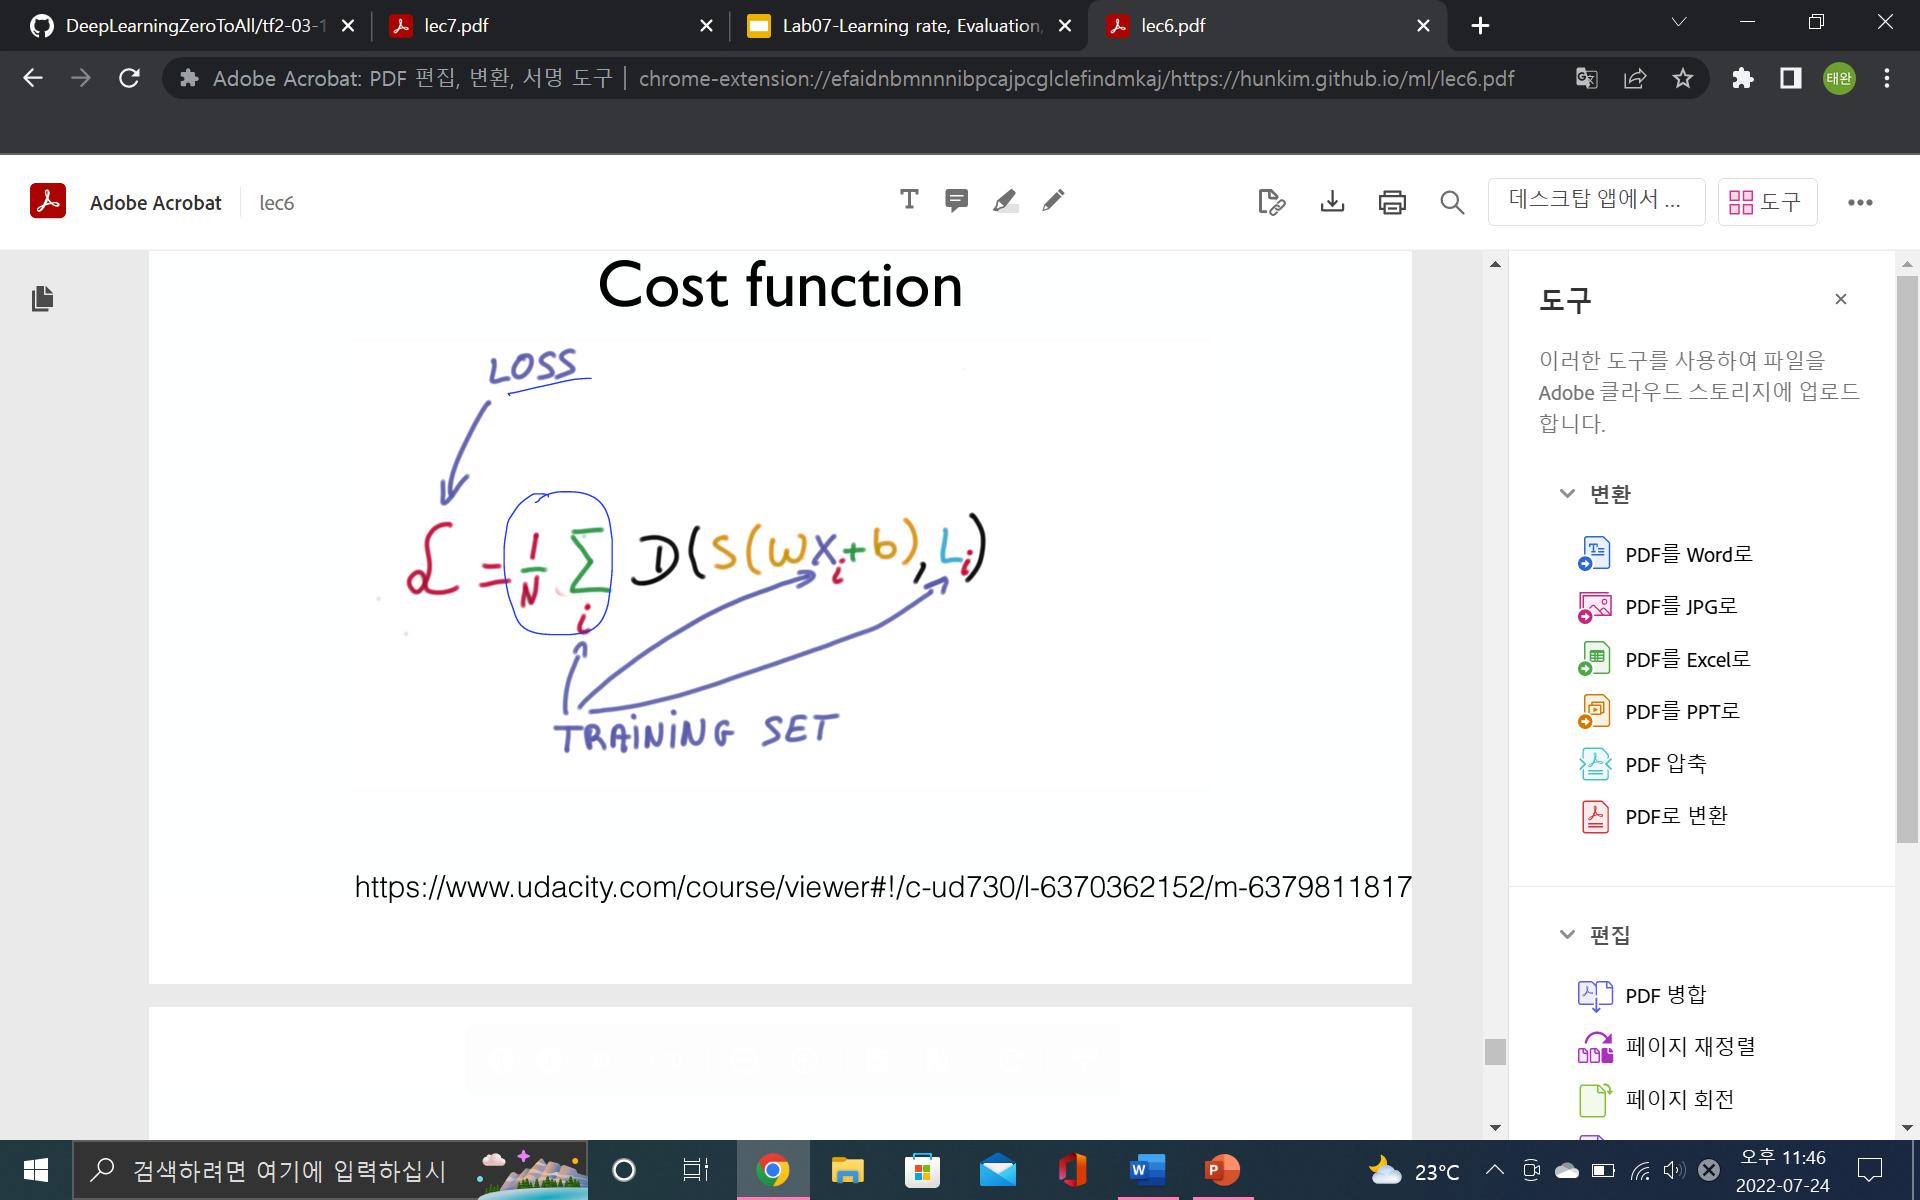 DeepLearningZeroToAll/tf2-03-1
lec7.pdf
Lab07-Learning rate, Evaluation,
lec6.pdf
Adobe Acrobat: PDF 편집, 변환, 서명 도구 | chrome-extension://efaidnbmnnnibpcajpcglclefindmkaj/https://hunkim.github.io/ml/lec6.pdf
태완
Adobe Acrobat
lec6
데스크탑 앱에서 ...
도구
Cost function
LOSS
ℒ = 1/N Σ i D(S(wxi+b), Li)
TRAINING SET
https://www.udacity.com/course/viewer#!/c-ud730/l-6370362152/m-6379811817
도구
이러한 도구를 사용하여 파일을
Adobe 클라우드 스토리지에 업로드
합니다.
변환
PDF를 Word로
PDF를 JPG로
PDF를 Excel로
PDF를 PPT로
PDF 압축
PDF로 변환
편집
PDF 병합
페이지 재정렬
페이지 회전
검색하려면 여기에 입력하십시
23℃
오후 11:46
2022-07-24